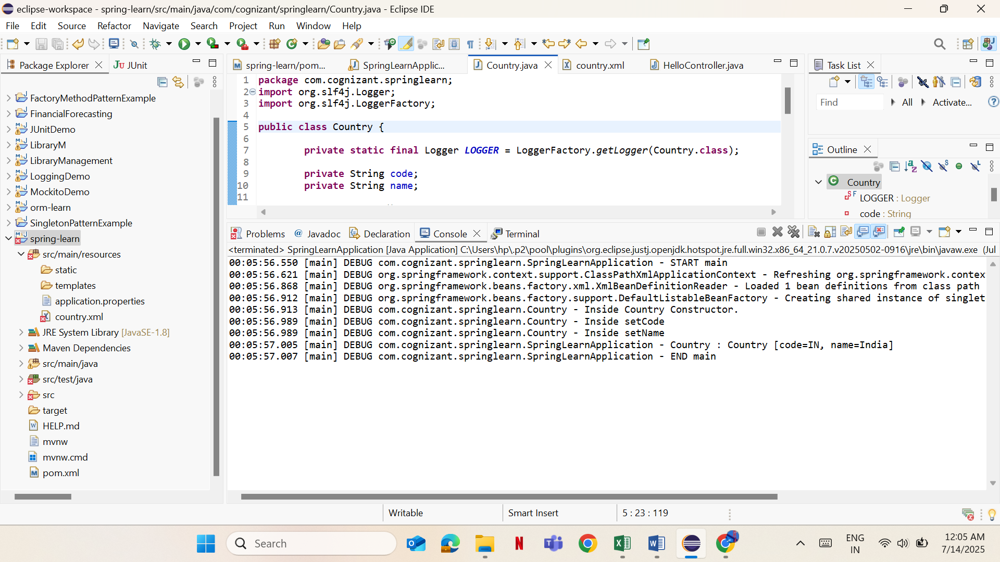 eclipse-workspace - spring-learn/src/main/java/com/cognizant/springlearn/Country.java - Eclipse IDE
File Edit Source Refactor Navigate Search Project Run Window Help
Package Explorer
JUnit
FactoryMethodPatternExample
FinancialForecasting
JUnitDemo
LibraryM
LibraryManagement
LoggingDemo
MockitoDemo
orm-learn
SingletonPatternExample
spring-learn
src/main/resources
static
templates
application.properties
country.xml
JRE System Library [JavaSE-1.8]
Maven Dependencies
src/main/java
src/test/java
src
target
HELP.md
mvnw
mvnw.cmd
pom.xml
spring-learn/pom...
SpringLearnApplic...
Country.java
country.xml
HelloController.java
1 package com.cognizant.springlearn;
2 import org.slf4j.Logger;
3 import org.slf4j.LoggerFactory;
4
5 public class Country {
6
7 private static final Logger LOGGER = LoggerFactory.getLogger(Country.class);
8
9 private String code;
10 private String name;
11
Task List
Find All Activate...
Outline
Country
LOGGER : Logger
code : String
Problems Javadoc Declaration Console Terminal
<terminated> SpringLearnApplication [Java Application] C:\Users\hp\.p2\pool\plugins\org.eclipse.justj.openjdk.hotspot.jre.full.win32.x86_64_21.0.7.v20250502-0916\jre\bin\javaw.exe (Jul
00:05:56.550 [main] DEBUG com.cognizant.springlearn.SpringLearnApplication - START main
00:05:56.621 [main] DEBUG org.springframework.context.support.ClassPathXmlApplicationContext - Refreshing org.springframework.contex
00:05:56.868 [main] DEBUG org.springframework.beans.factory.xml.XmlBeanDefinitionReader - Loaded 1 bean definitions from class path
00:05:56.912 [main] DEBUG org.springframework.beans.factory.support.DefaultListableBeanFactory - Creating shared instance of singlet
00:05:56.913 [main] DEBUG com.cognizant.springlearn.Country - Inside Country Constructor.
00:05:56.989 [main] DEBUG com.cognizant.springlearn.Country - Inside setCode
00:05:56.989 [main] DEBUG com.cognizant.springlearn.Country - Inside setName
00:05:57.005 [main] DEBUG com.cognizant.springlearn.SpringLearnApplication - Country : Country [code=IN, name=India]
00:05:57.007 [main] DEBUG com.cognizant.springlearn.SpringLearnApplication - END main
Writable
Smart Insert
5 : 23 : 119
Search
ENG
IN
12:05 AM
7/14/2025